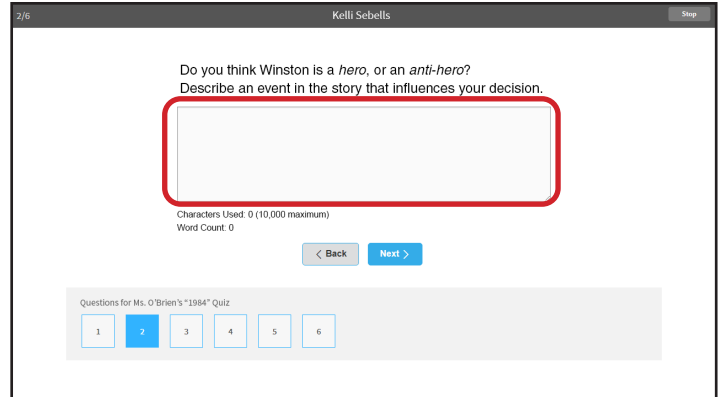 2/6 Kelli Sebells Stop
Do you think Winston is a hero, or an anti-hero?
Describe an event in the story that influences your decision.
Characters Used: 0 (10,000 maximum)
Word Count: 0
Back Next
Questions for Ms. O'Brien's "1984" Quiz
1 2 3 4 5 6